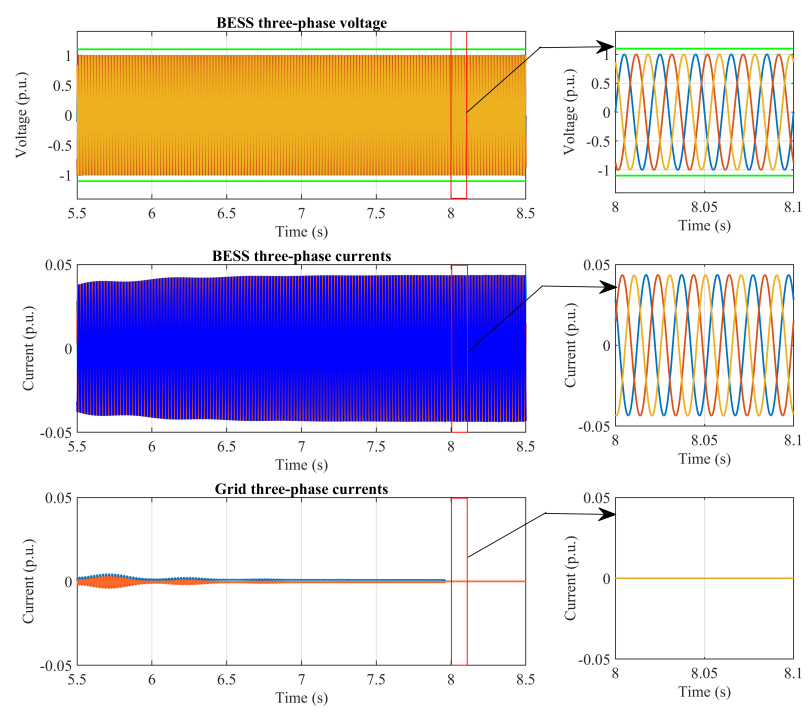 BESS three-phase voltage
Voltage (p.u.)
1
0.5
0
-0.5
-1
5.5 6 6.5 7 7.5 8 8.5
Time (s)
Voltage (p.u.)
1
0.5
0
-0.5
-1
8 8.05 8.1
Time (s)
BESS three-phase currents
Current (p.u.)
0.05
0
-0.05
5.5 6 6.5 7 7.5 8 8.5
Time (s)
Current (p.u.)
0.05
0
-0.05
8 8.05 8.1
Time (s)
Grid three-phase currents
Current (p.u.)
0.05
0
-0.05
5.5 6 6.5 7 7.5 8 8.5
Time (s)
Current (p.u.)
0.05
0
-0.05
8 8.05 8.1
Time (s)